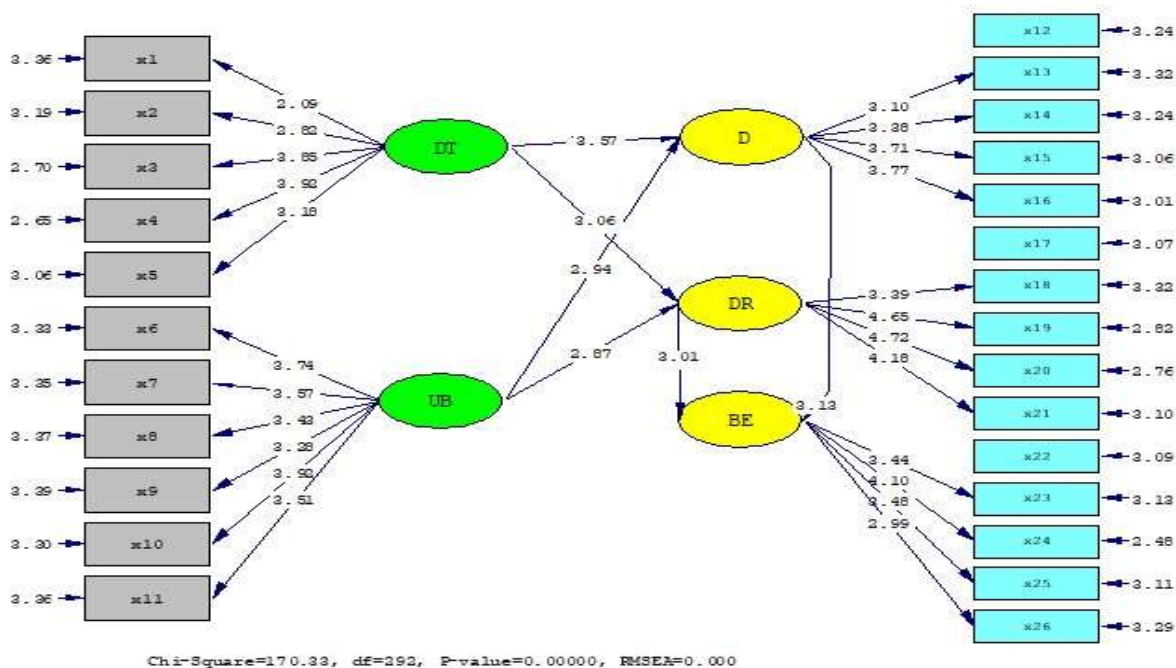 3.36 x1
3.19 x2
2.70 x3
2.65 x4
3.06 x5
3.33 x6
3.35 x7
3.37 x8
3.39 x9
3.30 x10
3.36 x11
2.09
3.82
3.85
3.92
3.18
3.74
3.57
3.43
3.28
3.92
3.51
DT
UB
3.57
3.06
2.94
2.87
D
DR
BE
3.01
3.13
3.10
3.38
3.71
3.77
3.39
4.65
4.72
4.18
3.44
4.10
3.48
2.99
x12 3.24
x13 3.32
x14 3.24
x15 3.06
x16 3.01
x17 3.07
x18 3.32
x19 2.82
x20 2.76
x21 3.10
x22 3.09
x23 3.13
x24 2.48
x25 3.11
x26 3.29
Chi-Square=170.33, df=292, P-value=0.00000, RMSEA=0.000